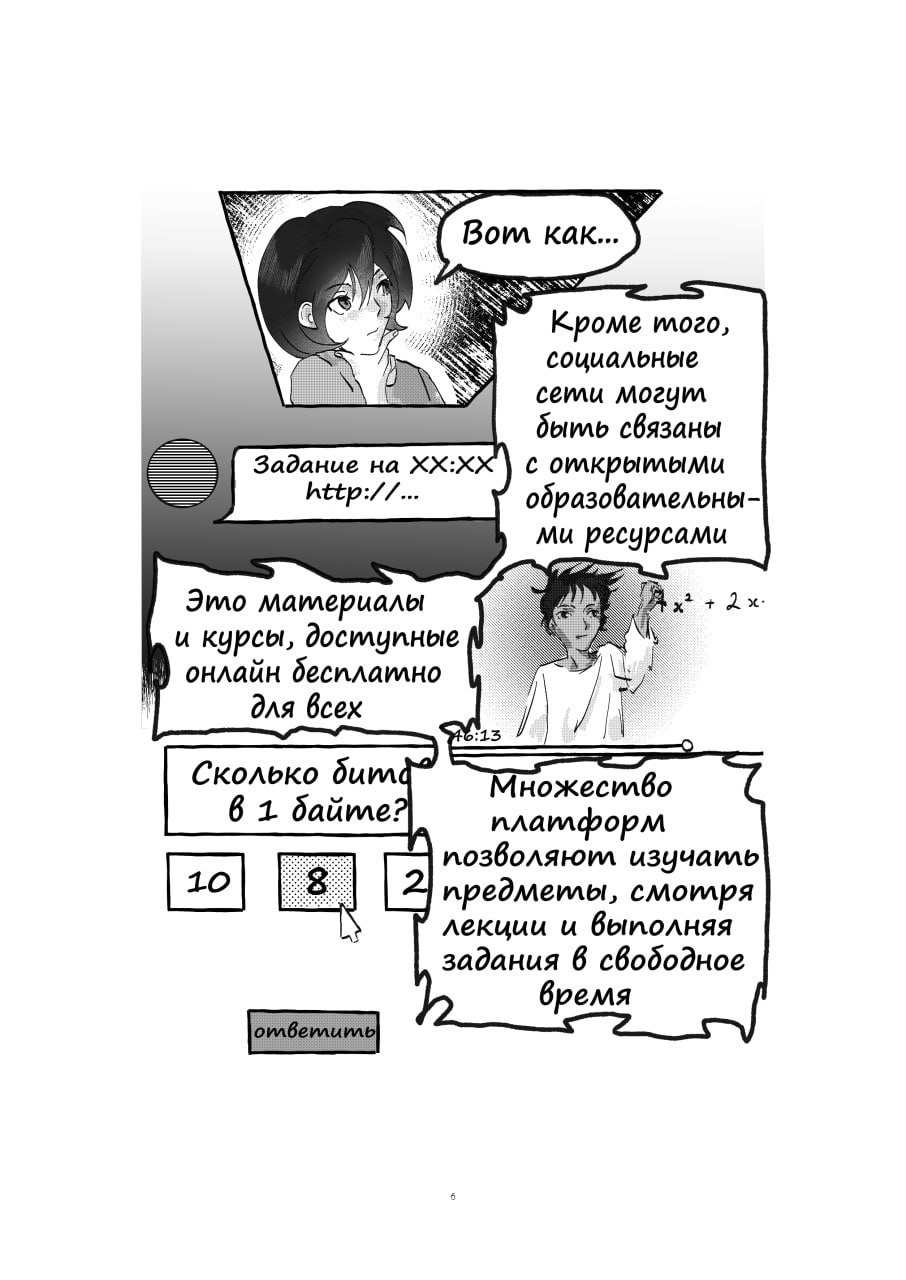 Вот как...
Кроме того,
социальные
сети могут
быть связаны
с открытыми
образовательны-
ми ресурсами
Задание на XX:XX
http://...
Это материалы
и курсы, доступные
онлайн бесплатно
для всех
x² + 2x
46:13
Сколько бито
в 1 байте?
10
8
2
Множество
платформ
позволяют изучать
предметы, смотря
лекции и выполняя
задания в свободное
время
ответить
6